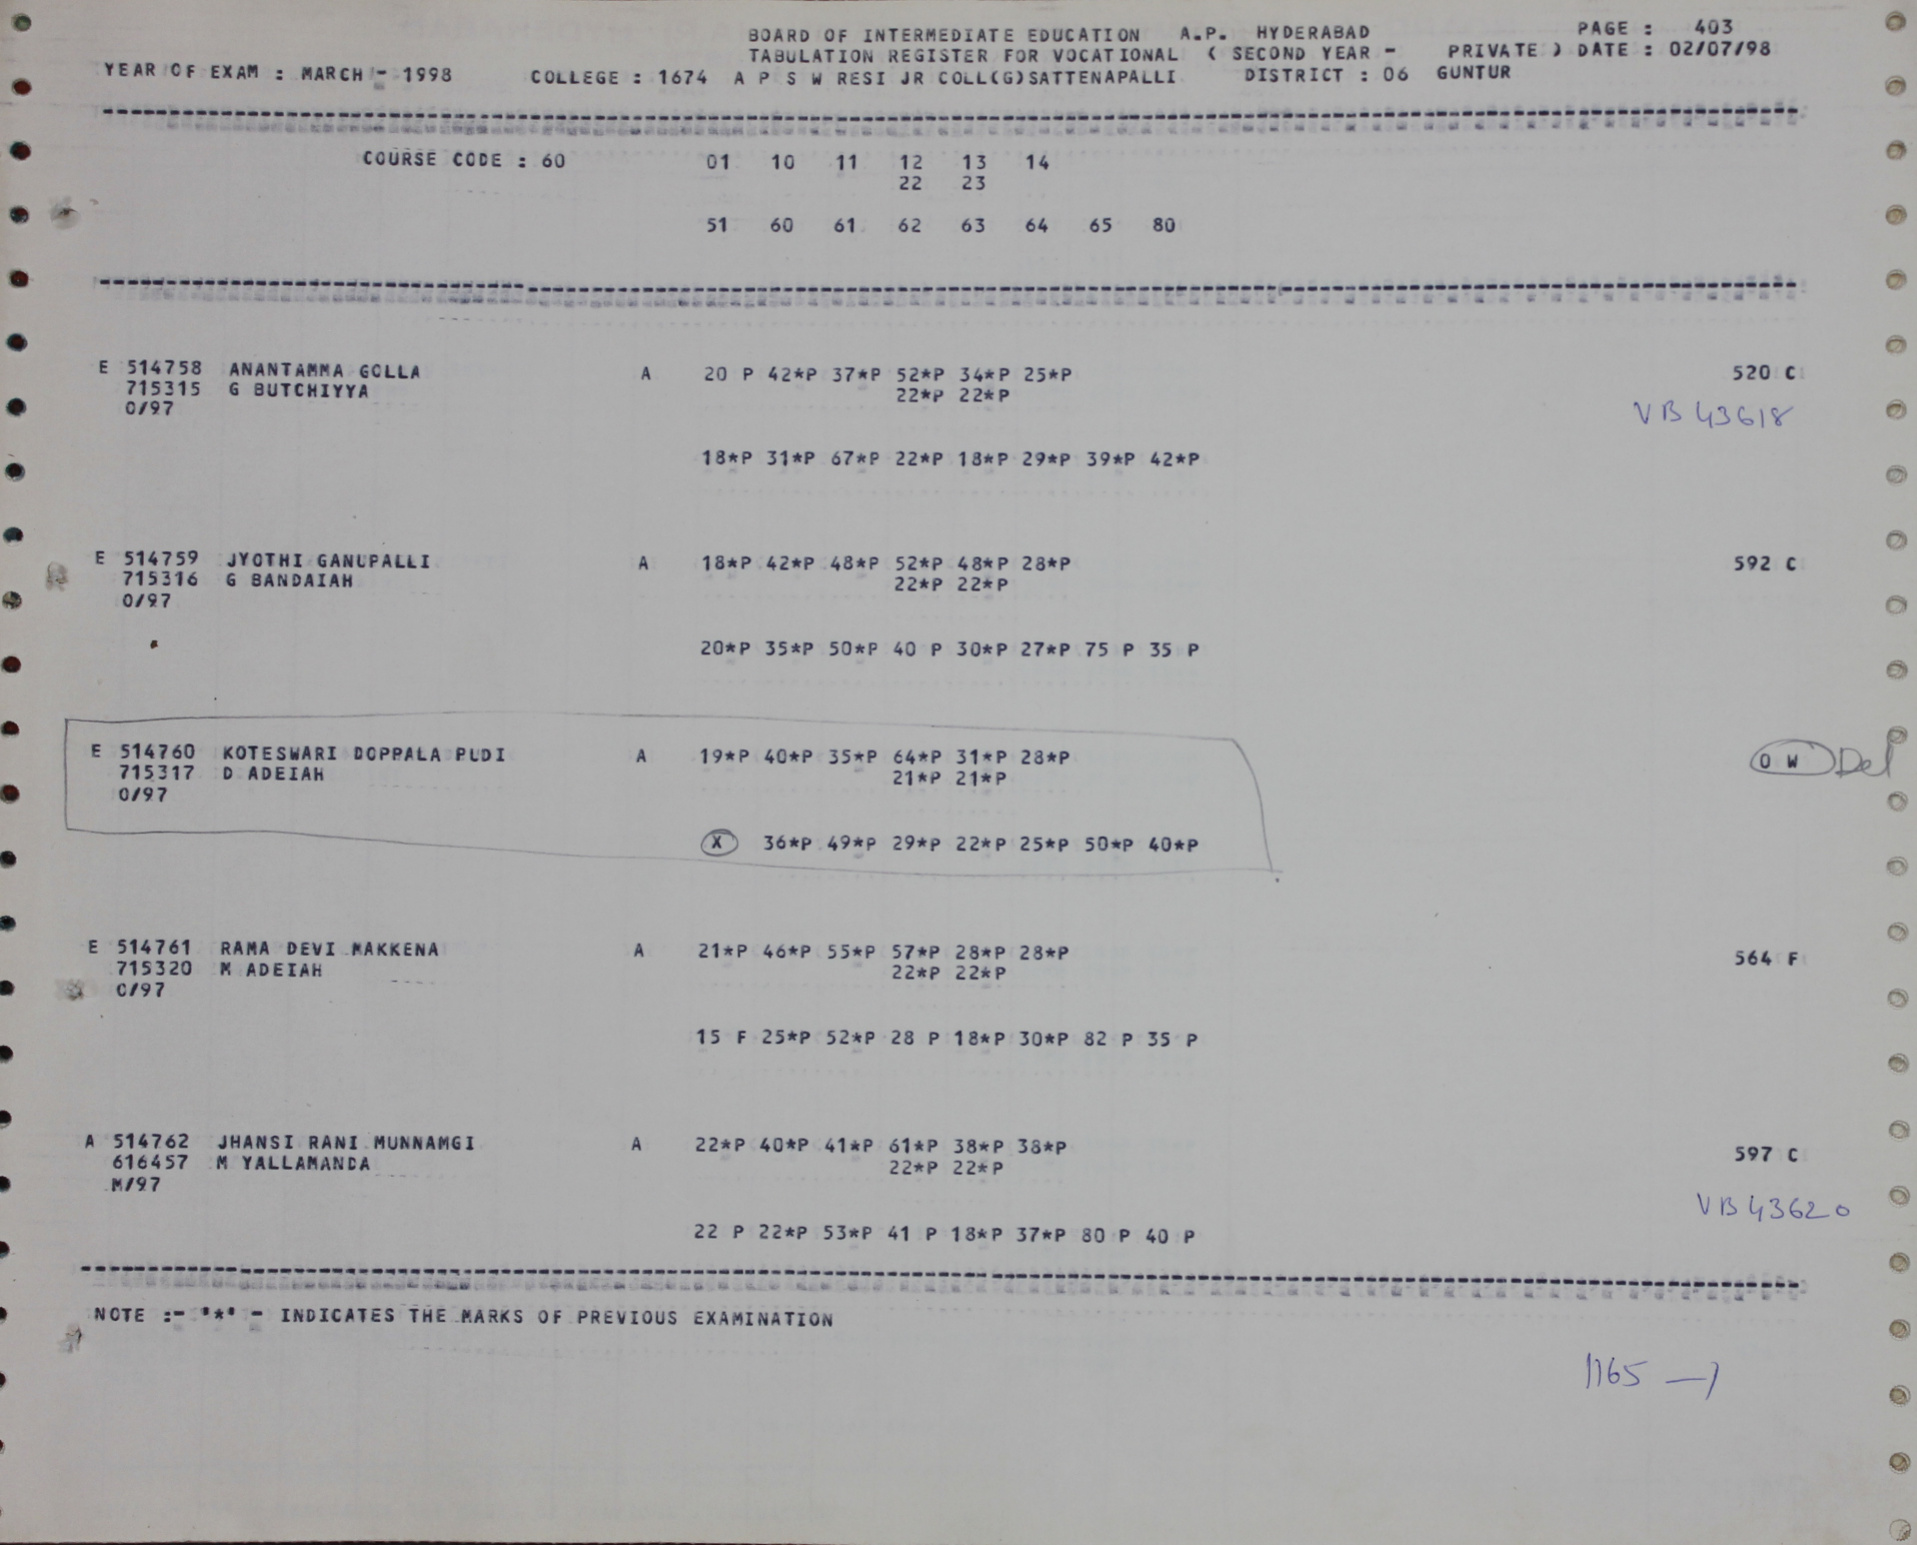 BOARD OF INTERMEDIATE EDUCATION A.P. HYDERABAD PAGE : 403
TABULATION REGISTER FOR VOCATIONAL ( SECOND YEAR - PRIVATE ) DATE : 02/07/98
YEAR OF EXAM : MARCH - 1998 COLLEGE : 1674 A P S W RESI JR COLL(G)SATTENAPALLI DISTRICT : 06 GUNTUR
COURSE CODE : 60 01 10 11 12 13 14
22 23
51 60 61 62 63 64 65 80
E 514758 ANANTAMMA GOLLA A 20 P 42*P 37*P 52*P 34*P 25*P 520 C
715315 G BUTCHIYYA 22*P 22*P
O/97 VB 43618
18*P 31*P 67*P 22*P 18*P 29*P 39*P 42*P
E 514759 JYOTHI GANUPALLI A 18*P 42*P 48*P 52*P 48*P 28*P 592 C
715316 G BANDAIAH 22*P 22*P
O/97
20*P 35*P 50*P 40 P 30*P 27*P 75 P 35 P
E 514760 KOTESWARI DOPPALA PUDI A 19*P 40*P 35*P 64*P 31*P 28*P 0 W Del
715317 D ADEIAH 21*P 21*P
O/97
X 36*P 49*P 29*P 22*P 25*P 50*P 40*P
E 514761 RAMA DEVI MAKKENA A 21*P 46*P 55*P 57*P 28*P 28*P 564 F
715320 M ADEIAH 22*P 22*P
O/97
15 F 25*P 52*P 28 P 18*P 30*P 82 P 35 P
A 514762 JHANSI RANI MUNNAMGI A 22*P 40*P 41*P 61*P 38*P 38*P 597 C
616457 M YALLAMANDA 22*P 22*P
M/97 VB 43620
22 P 22*P 53*P 41 P 18*P 37*P 80 P 40 P
NOTE :- '*' - INDICATES THE MARKS OF PREVIOUS EXAMINATION
1165 —